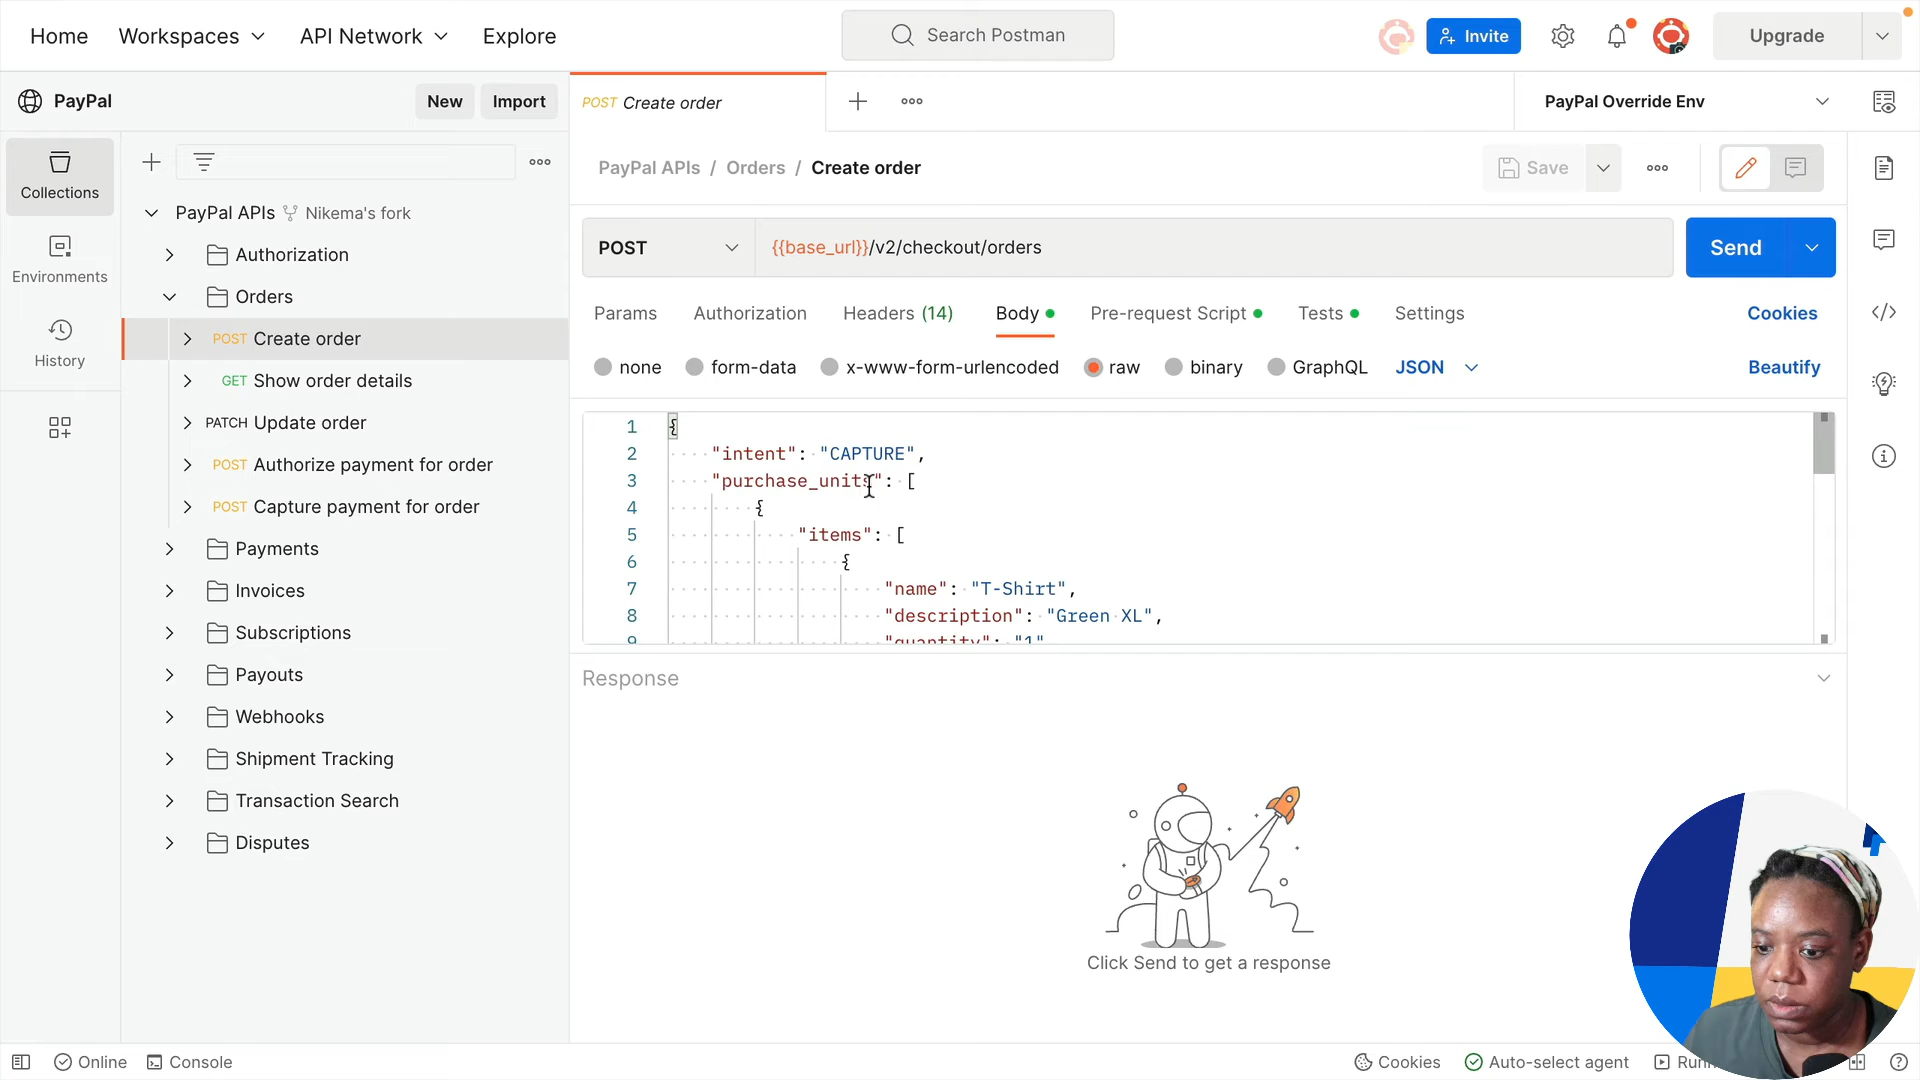 Home Workspaces API Network Explore Search Postman Invite Upgrade
PayPal New Import POST Create order PayPal Override Env
Collections
Environments
History
PayPal APIs Nikema's fork
Authorization
Orders
POST Create order
GET Show order details
PATCH Update order
POST Authorize payment for order
POST Capture payment for order
Payments
Invoices
Subscriptions
Payouts
Webhooks
Shipment Tracking
Transaction Search
Disputes
PayPal APIs / Orders / Create order Save
POST {{base_url}}/v2/checkout/orders Send
Params Authorization Headers (14) Body Pre-request Script Tests Settings Cookies
none form-data x-www-form-urlencoded raw binary GraphQL JSON Beautify
1 {
2 "intent": "CAPTURE",
3 "purchase_units": [
4 {
5 "items": [
6 {
7 "name": "T-Shirt",
8 "description": "Green XL",
9 "quantity": "1"
Response
Click Send to get a response
Online Console Cookies Auto-select agent